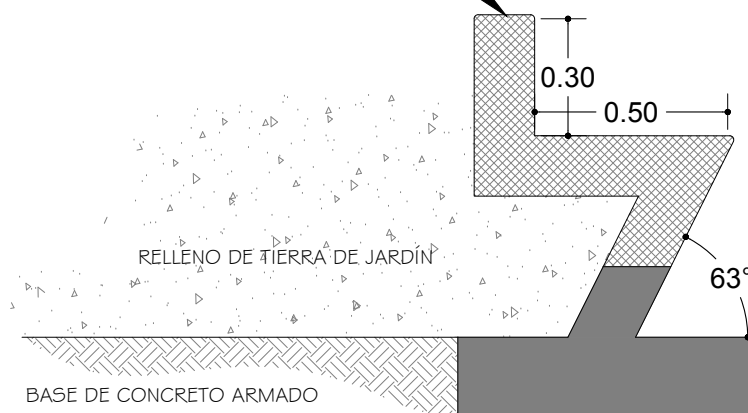 0.30
0.50
RELLENO DE TIERRA DE JARDÍN
63°
BASE DE CONCRETO ARMADO